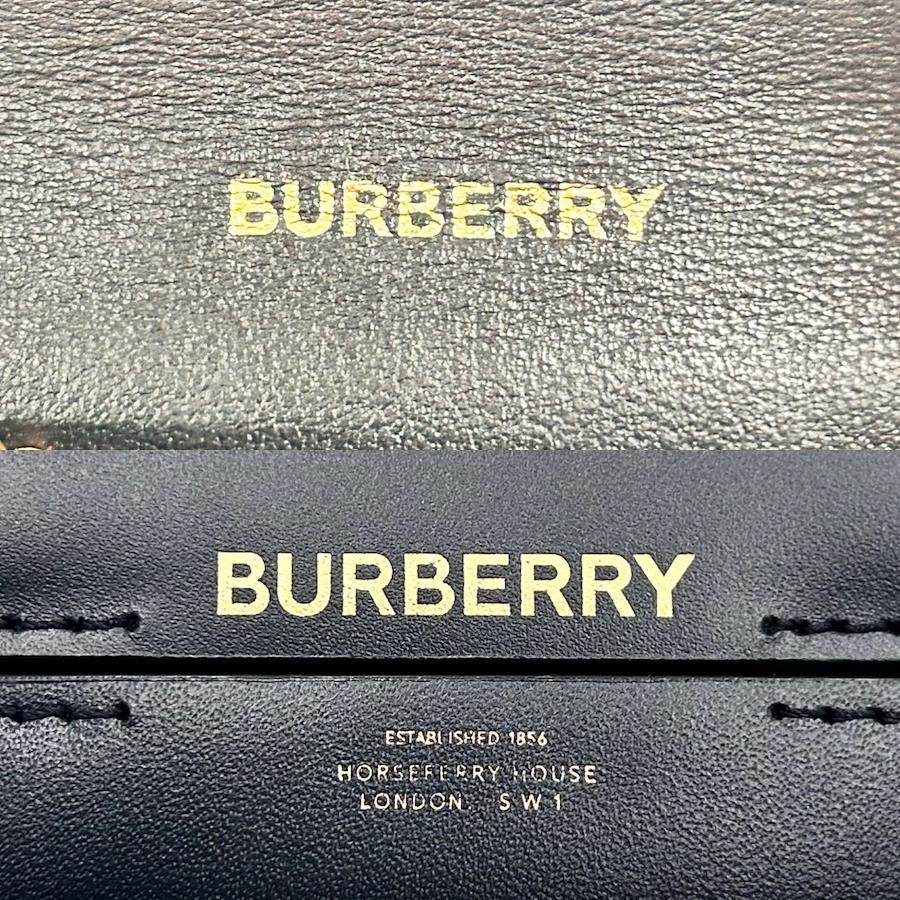 BURBERRY
BURBERRY
ESTABLISHED 1856
HORSEFERRY HOUSE
LONDON SW1